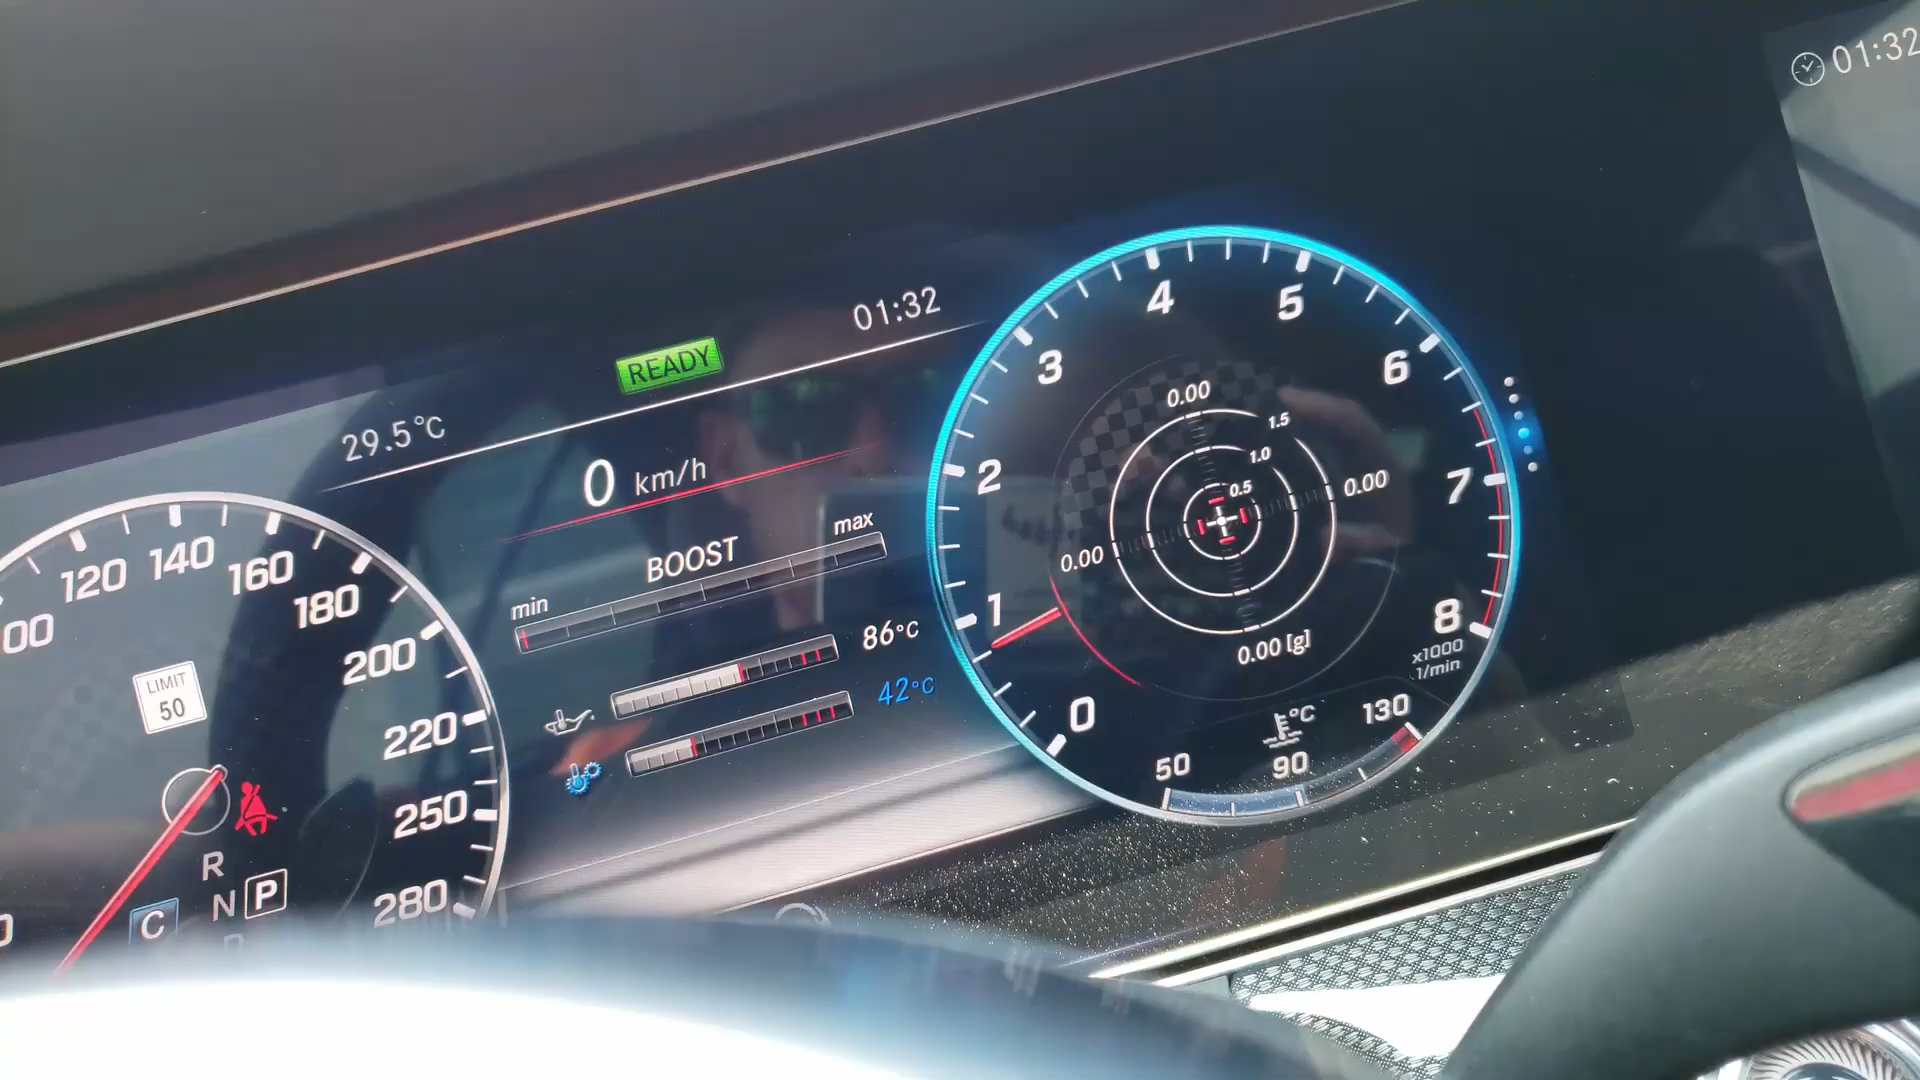 01:32
01:32
READY
29.5°C
0 km/h
BOOST
max
min
86°C
42°C
120
140
160
180
200
220
250
280
LIMIT
50
R
N
P
C
0
1
2
3
4
5
6
7
8
x1000
1/min
0.00
1.5
1.0
0.5
0.00
0.00
0.00 [g]
°C
50
90
130